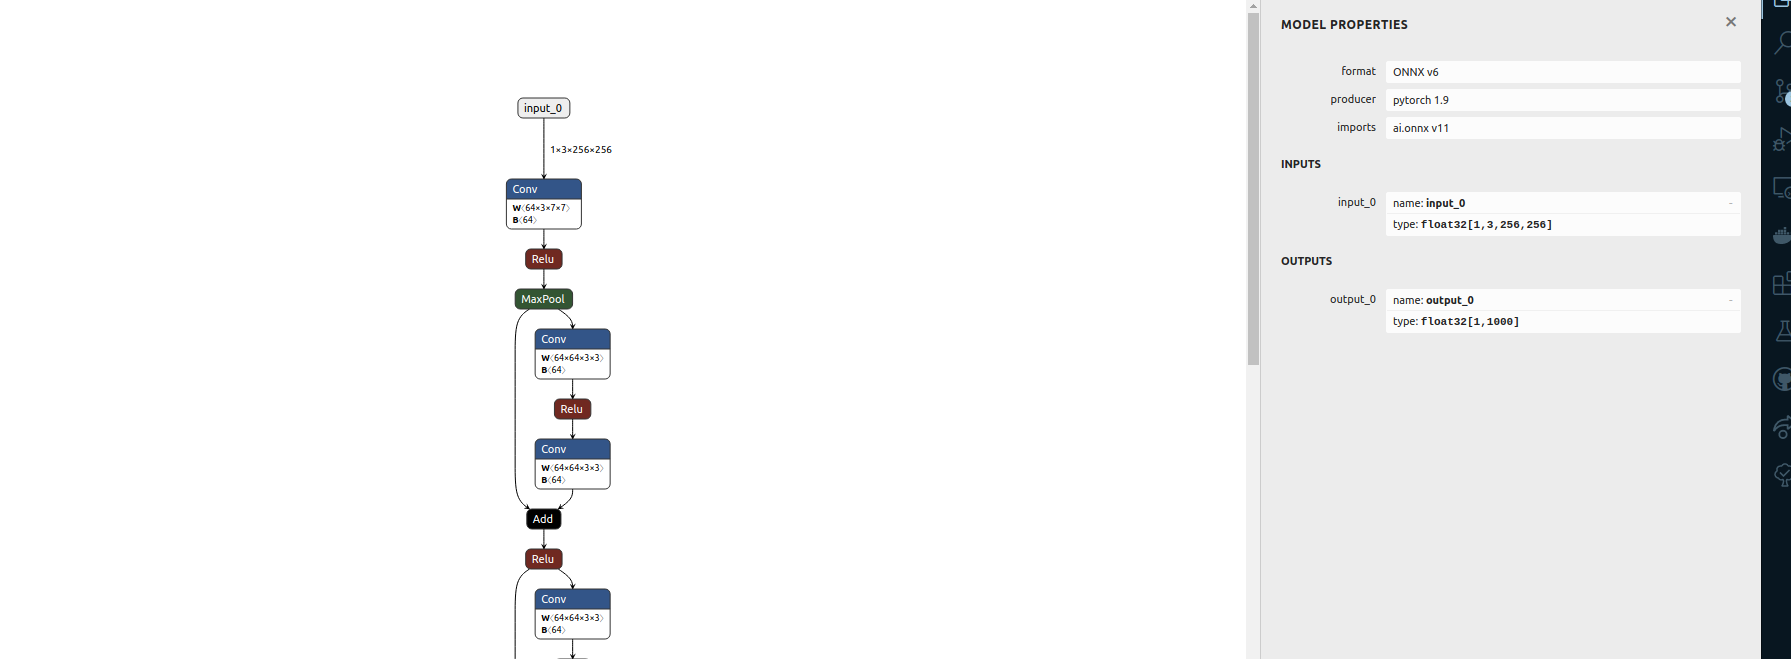 input_0
1×3×256×256
Conv
W⟨64×3×7×7⟩
B⟨64⟩
Relu
MaxPool
Conv
W⟨64×64×3×3⟩
B⟨64⟩
Relu
Conv
W⟨64×64×3×3⟩
B⟨64⟩
Add
Relu
Conv
W⟨64×64×3×3⟩
B⟨64⟩
MODEL PROPERTIES
format ONNX v6
producer pytorch 1.9
imports ai.onnx v11
INPUTS
input_0 name: input_0 -
type: float32[1,3,256,256]
OUTPUTS
output_0 name: output_0 -
type: float32[1,1000]